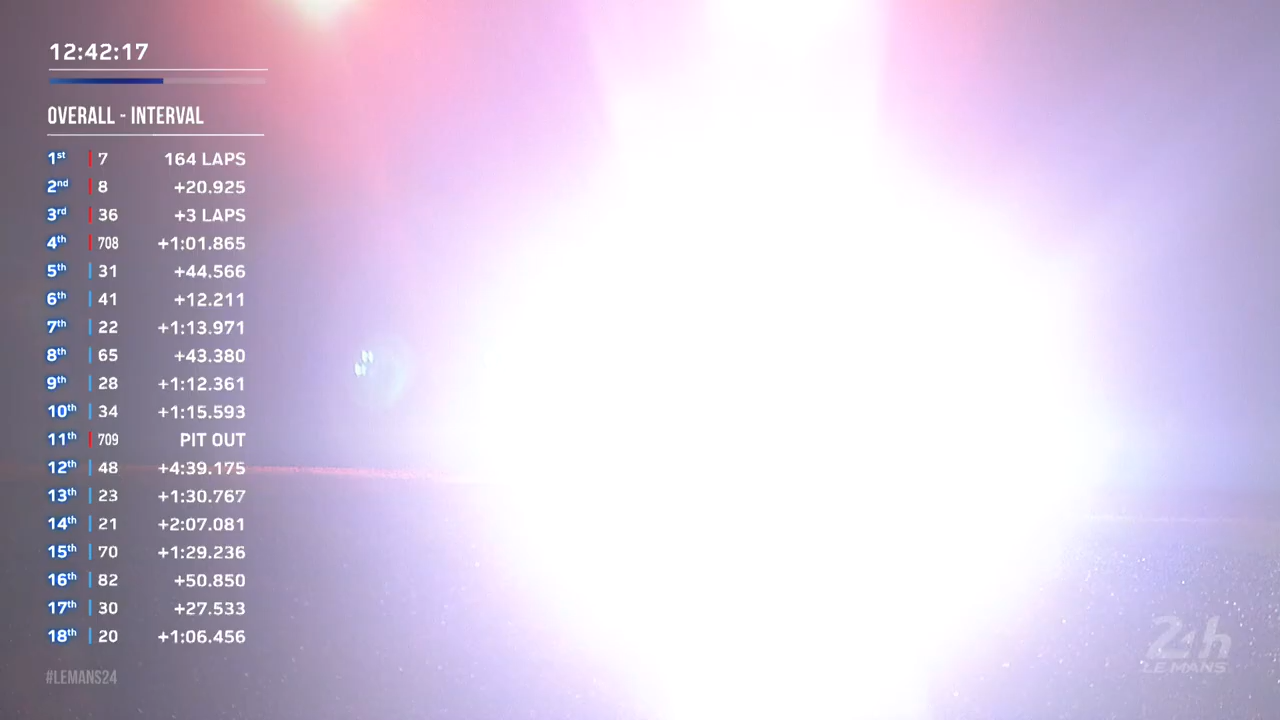 12:42:17
OVERALL - INTERVAL
1st 7 164 LAPS
2nd 8 +20.925
3rd 36 +3 LAPS
4th 708 +1:01.865
5th 31 +44.566
6th 41 +12.211
7th 22 +1:13.971
8th 65 +43.380
9th 28 +1:12.361
10th 34 +1:15.593
11th 709 PIT OUT
12th 48 +4:39.175
13th 23 +1:30.767
14th 21 +2:07.081
15th 70 +1:29.236
16th 82 +50.850
17th 30 +27.533
18th 20 +1:06.456
#LEMANS24
24h
LE MANS